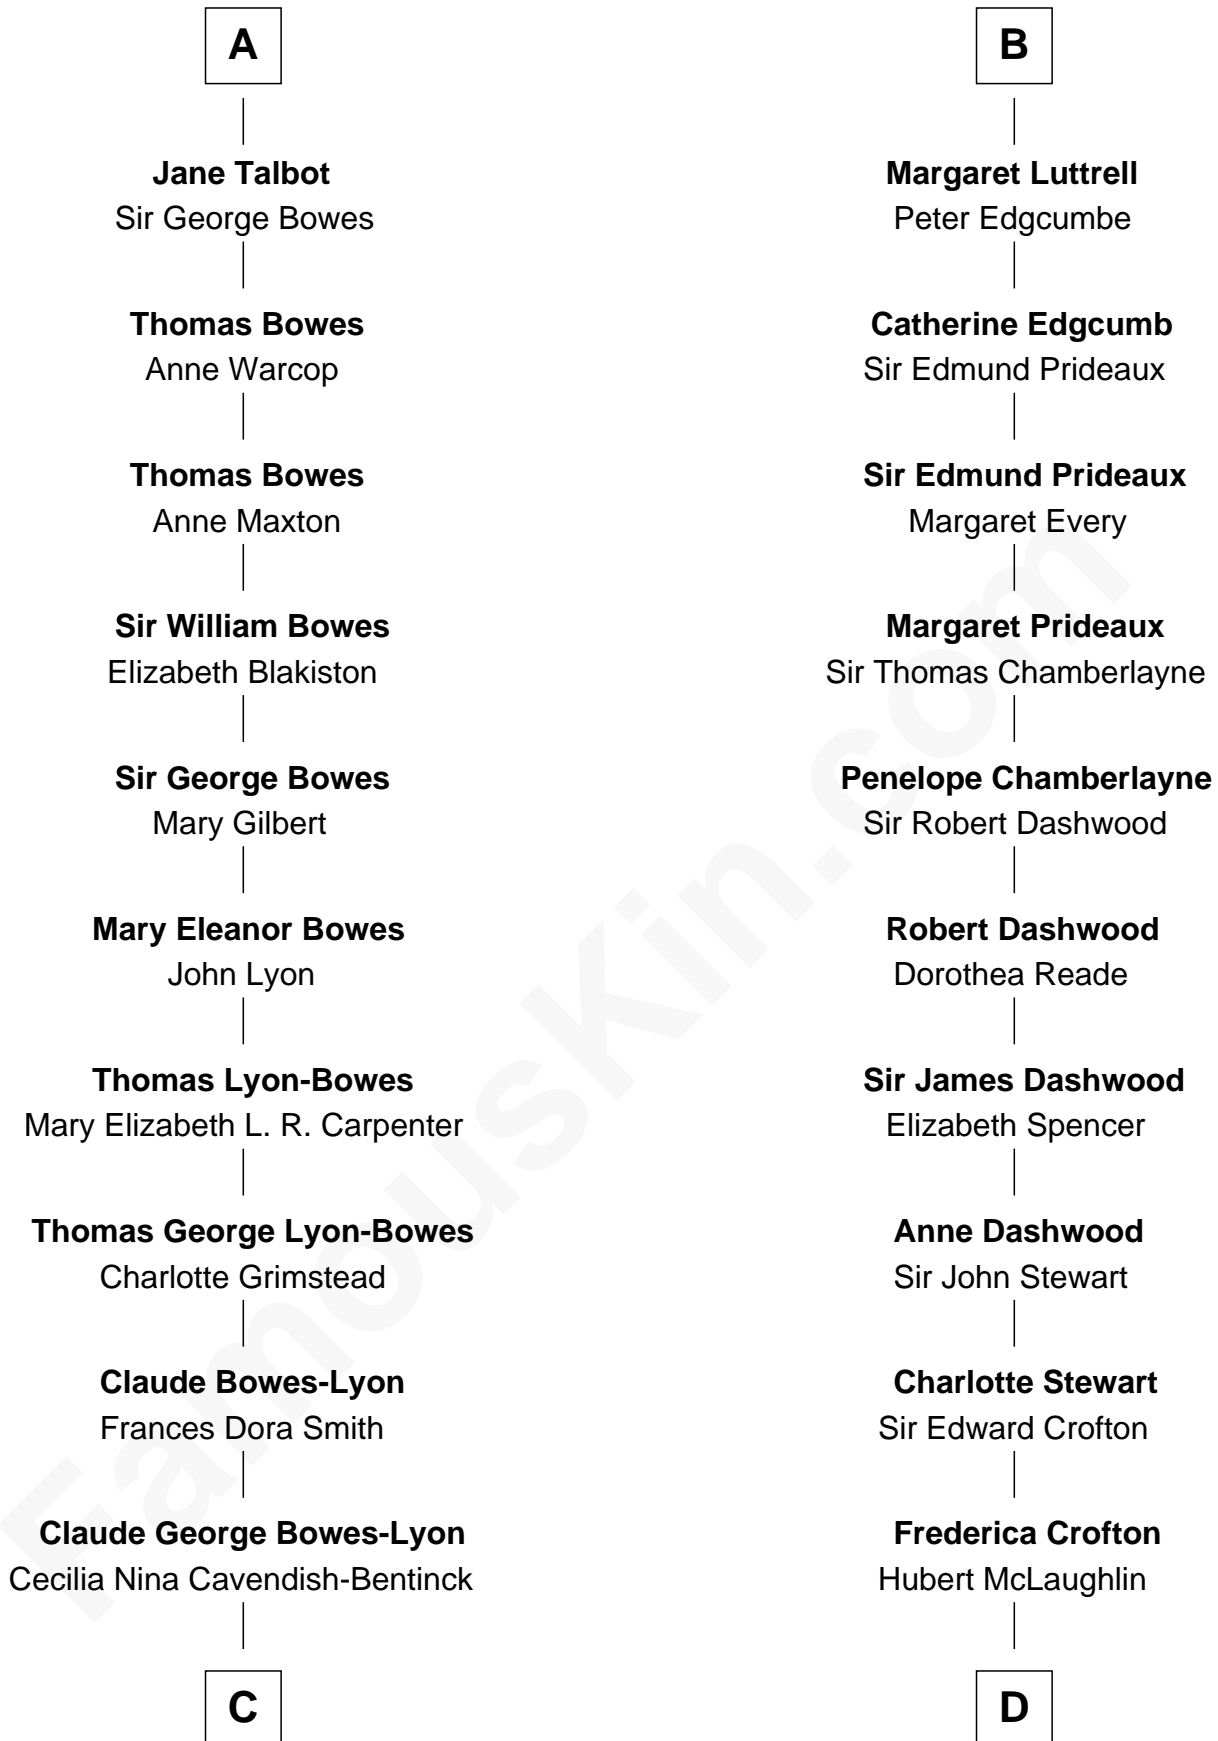 A
Jane Talbot
Sir George Bowes
Thomas Bowes
Anne Warcop
Thomas Bowes
Anne Maxton
Sir William Bowes
Elizabeth Blakiston
Sir George Bowes
Mary Gilbert
Mary Eleanor Bowes
John Lyon
Thomas Lyon-Bowes
Mary Elizabeth L. R. Carpenter
Thomas George Lyon-Bowes
Charlotte Grimstead
Claude Bowes-Lyon
Frances Dora Smith
Claude George Bowes-Lyon
Cecilia Nina Cavendish-Bentinck
C
B
Margaret Luttrell
Peter Edgcumbe
Catherine Edgcumb
Sir Edmund Prideaux
Sir Edmund Prideaux
Margaret Every
Margaret Prideaux
Sir Thomas Chamberlayne
Penelope Chamberlayne
Sir Robert Dashwood
Robert Dashwood
Dorothea Reade
Sir James Dashwood
Elizabeth Spencer
Anne Dashwood
Sir John Stewart
Charlotte Stewart
Sir Edward Crofton
Frederica Crofton
Hubert McLaughlin
D
FamousKin.com